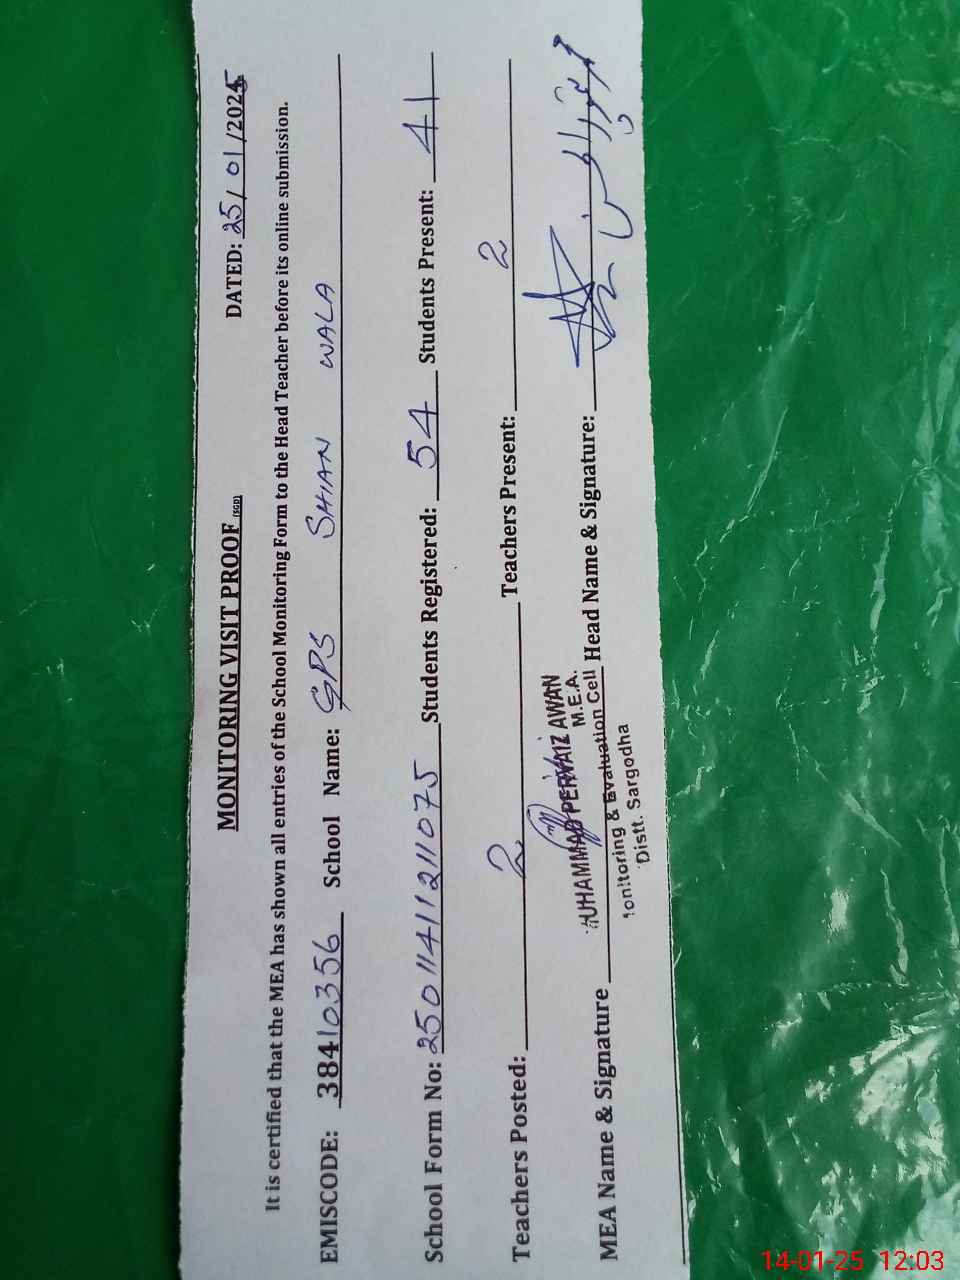 MONITORING VISIT PROOF (SGD) DATED: 25/01/2025
It is certified that the MEA has shown all entries of the School Monitoring Form to the Head Teacher before its online submission.
EMISCODE: 38410356 School Name: GPS SHIAN WALA
School Form No: 25011411211075 Students Registered: 54 Students Present: 41
Teachers Posted: 2 Teachers Present: 2
MEA Name & Signature Head Name & Signature:
MUHAMMAD PERVAIZ AWAN
M.E.A.
Monitoring & Evaluation Cell
Distt. Sargodha
14-01-25 12:03